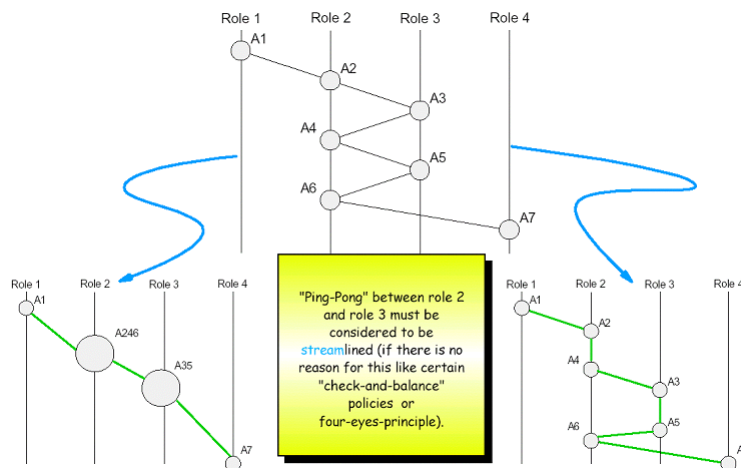 Role 1 Role 2 Role 3 Role 4
A1
A2
A3
A4
A5
A6
A7
Role 1 Role 2 Role 3 Role 4
A1
A246
A35
A7
"Ping-Pong" between role 2
and role 3 must be
considered to be
streamlined (if there is no
reason for this like certain
"check-and-balance"
policies or
four-eyes-principle).
Role 1 Role 2 Role 3 Role 4
A1
A2
A4
A3
A5
A6
A